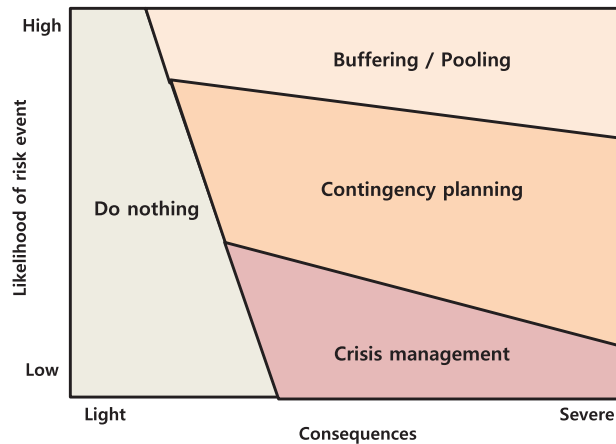 High
Buffering / Pooling
Contingency planning
Do nothing
Likelihood of risk event
Crisis management
Low
Light
Severe
Consequences